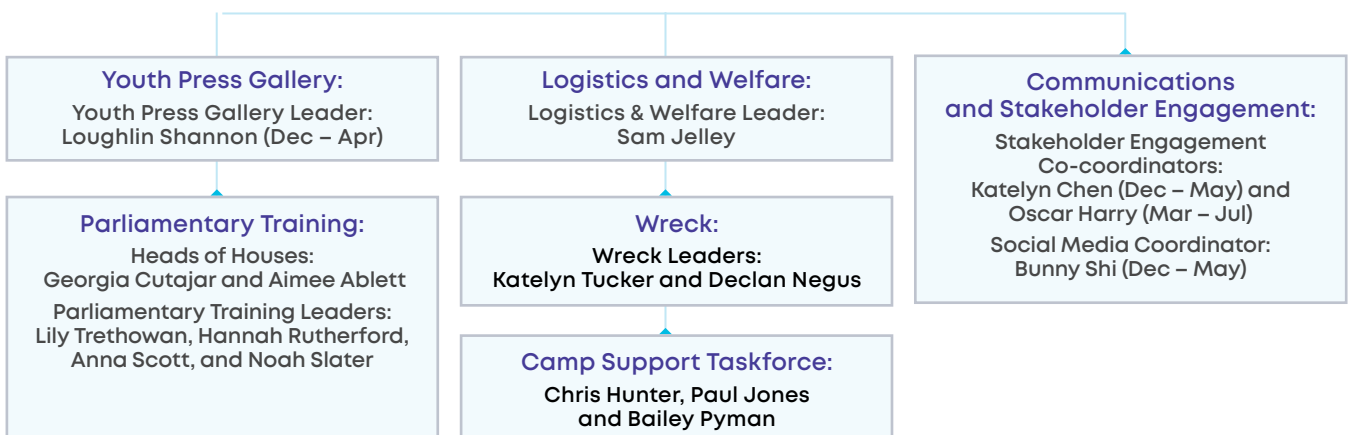 Youth Press Gallery:
Youth Press Gallery Leader:
Loughlin Shannon (Dec – Apr)
Parliamentary Training:
Heads of Houses:
Georgia Cutajar and Aimee Ablett
Parliamentary Training Leaders:
Lily Trethowan, Hannah Rutherford,
Anna Scott, and Noah Slater
Logistics and Welfare:
Logistics & Welfare Leader:
Sam Jelley
Wreck:
Wreck Leaders:
Katelyn Tucker and Declan Negus
Camp Support Taskforce:
Chris Hunter, Paul Jones
and Bailey Pyman
Communications
and Stakeholder Engagement:
Stakeholder Engagement
Co-coordinators:
Katelyn Chen (Dec – May) and
Oscar Harry (Mar – Jul)
Social Media Coordinator:
Bunny Shi (Dec – May)